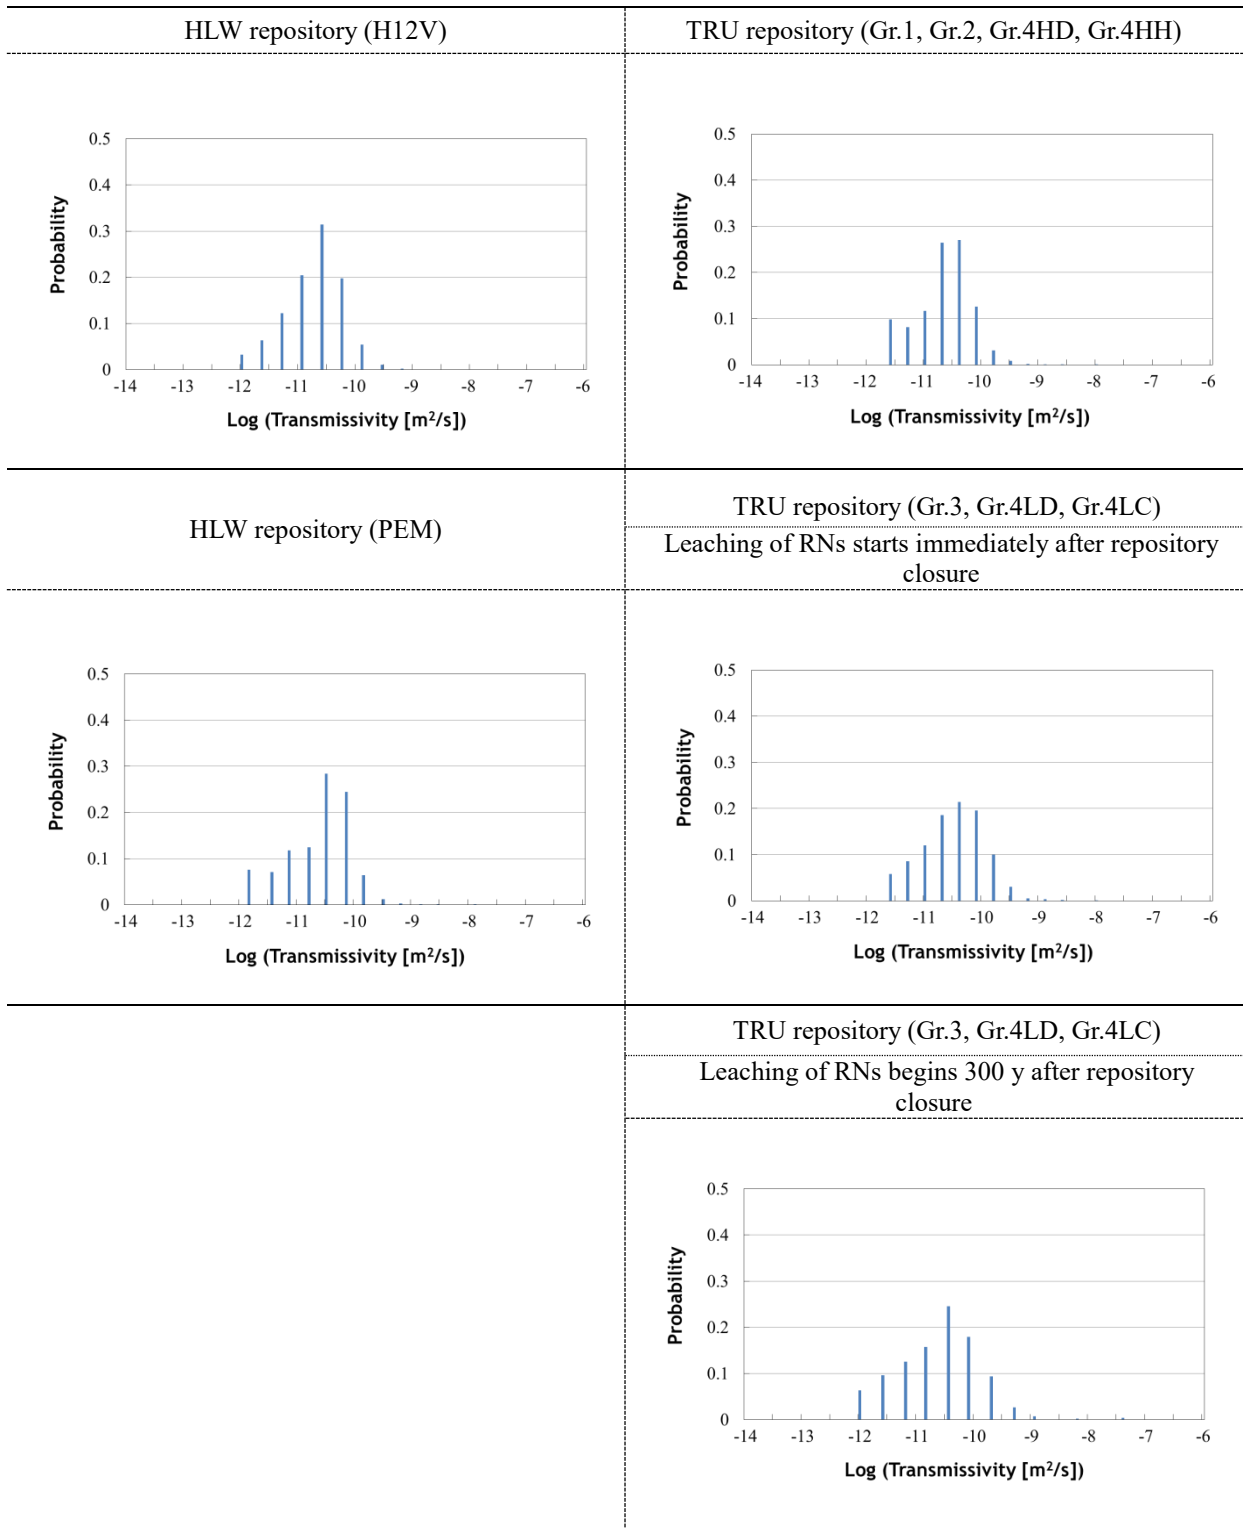 HLW repository (H12V)
TRU repository (Gr.1, Gr.2, Gr.4HD, Gr.4HH)
0.5
0.4
0.3
0.2
0.1
0
Probability
-14 -13 -12 -11 -10 -9 -8 -7 -6
Log (Transmissivity [m²/s])
0.5
0.4
0.3
0.2
0.1
0
Probability
-14 -13 -12 -11 -10 -9 -8 -7 -6
Log (Transmissivity [m²/s])
HLW repository (PEM)
TRU repository (Gr.3, Gr.4LD, Gr.4LC)
Leaching of RNs starts immediately after repository
closure
0.5
0.4
0.3
0.2
0.1
0
Probability
-14 -13 -12 -11 -10 -9 -8 -7 -6
Log (Transmissivity [m²/s])
0.5
0.4
0.3
0.2
0.1
0
Probability
-14 -13 -12 -11 -10 -9 -8 -7 -6
Log (Transmissivity [m²/s])
TRU repository (Gr.3, Gr.4LD, Gr.4LC)
Leaching of RNs begins 300 y after repository
closure
0.5
0.4
0.3
0.2
0.1
0
Probability
-14 -13 -12 -11 -10 -9 -8 -7 -6
Log (Transmissivity [m²/s])